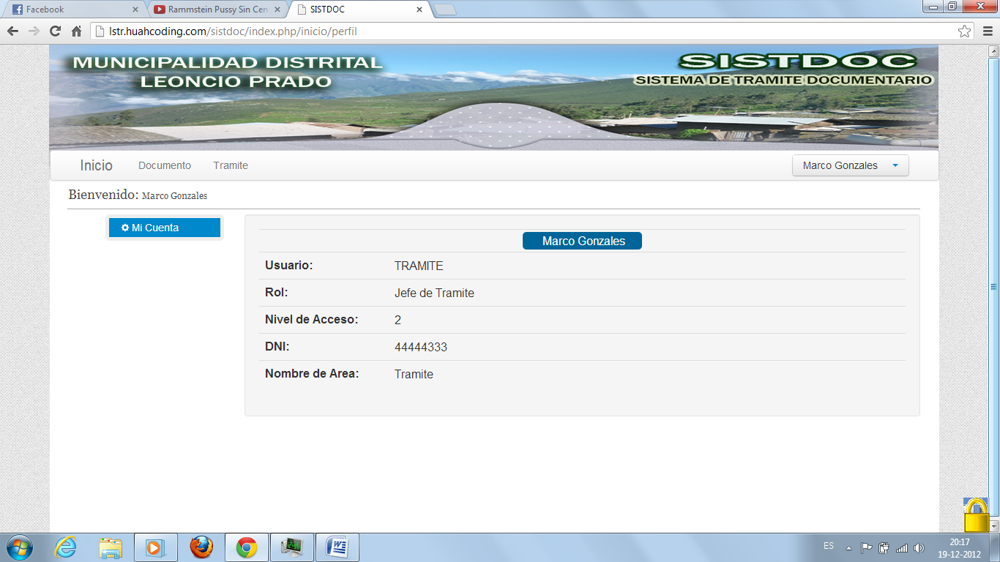 Facebook
Rammstein Pussy Sin Cen
SISTDOC
lstr.huahcoding.com/sistdoc/index.php/inicio/perfil
MUNICIPALIDAD DISTRITAL
LEONCIO PRADO
SISTDOC
SISTEMA DE TRAMITE DOCUMENTARIO
Inicio Documento Tramite Marco Gonzales
Bienvenido: Marco Gonzales
Mi Cuenta
Marco Gonzales
Usuario: TRAMITE
Rol: Jefe de Tramite
Nivel de Acceso: 2
DNI: 44444333
Nombre de Area: Tramite
ES
20:17
19-12-2012